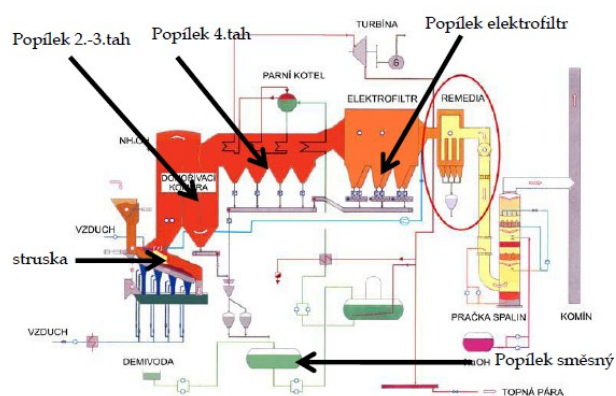 Popílek 2.-3.tah
Popílek 4.tah
TURBÍNA
Popílek elektrofiltr
G
PARNÍ KOTEL
ELEKTROFILTR
REMEDIA
DOHOŘÍVACÍ
KOMORA
VZDUCH
struska
VZDUCH
PRAČKA SPALIN
KOMÍN
DEMIVODA
Popílek směsný
TOPNÁ PÁRA